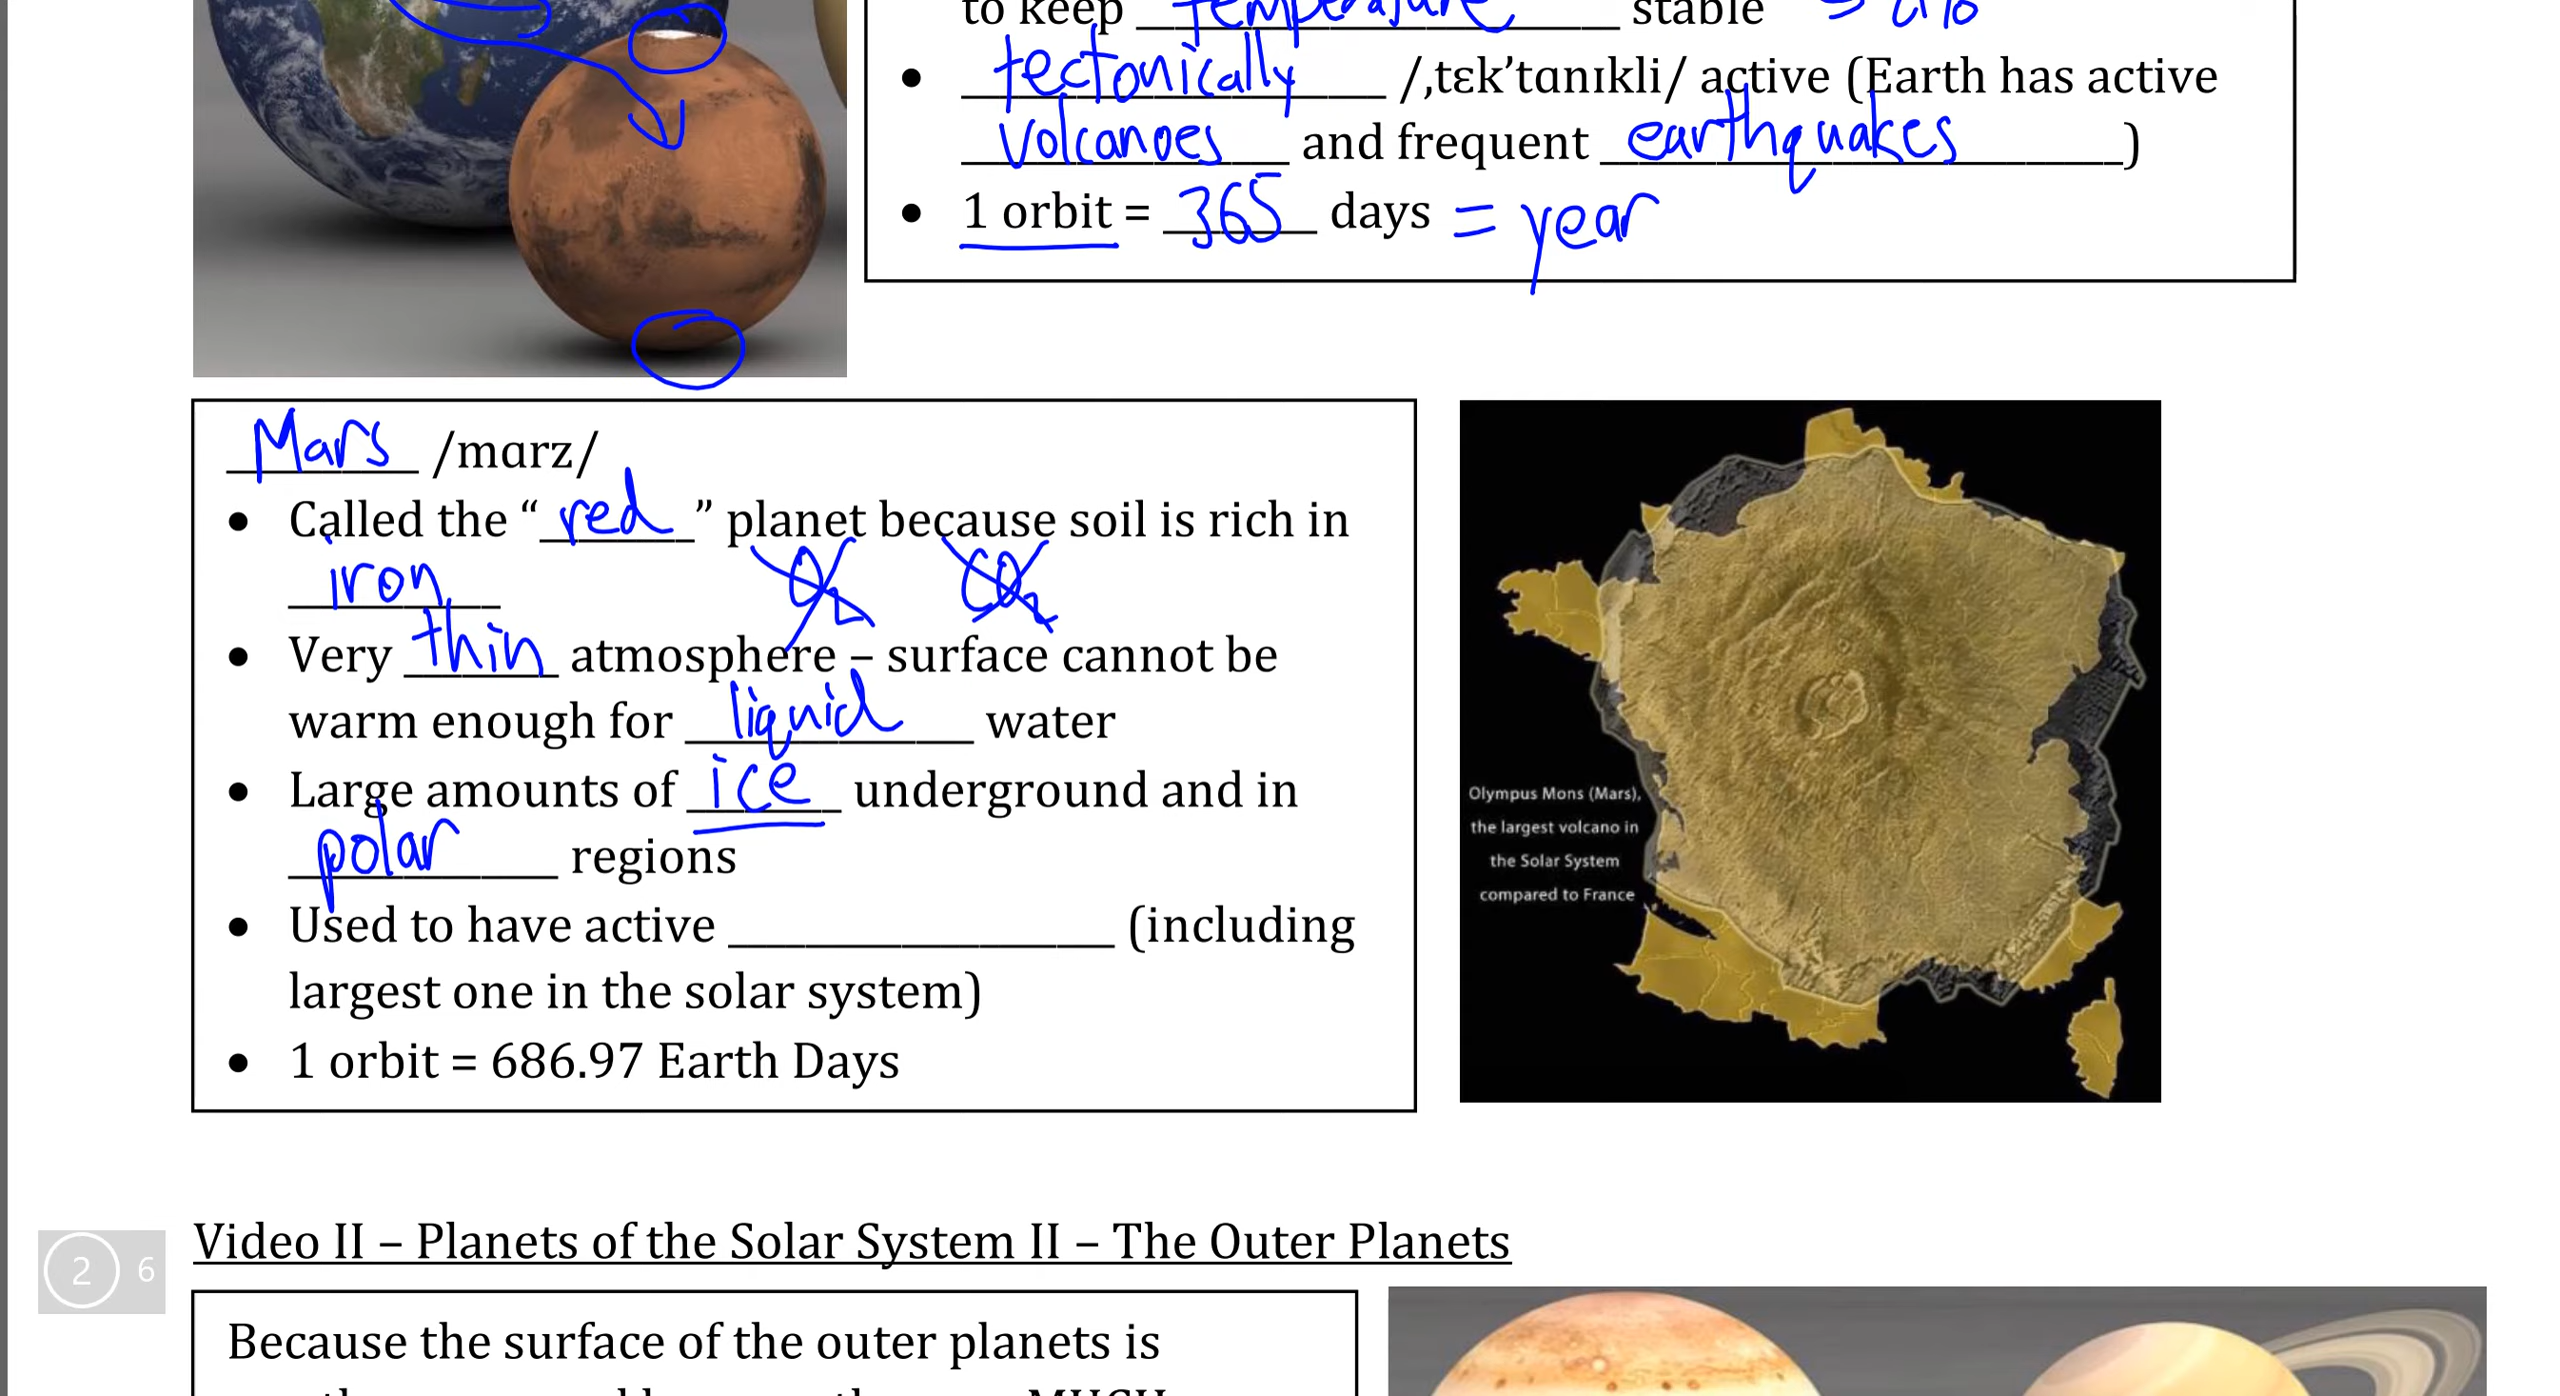 to keep temperature stable
• tectonically /,tɛk'tɑnɪkli/ active (Earth has active
volcanoes and frequent earthquakes)
• 1 orbit = 365 days = year
Mars /mɑrz/
• Called the “red” planet because soil is rich in
iron O2 CO2
• Very thin atmosphere – surface cannot be
warm enough for liquid water
• Large amounts of ice underground and in
polar regions
• Used to have active ____________ (including
largest one in the solar system)
• 1 orbit = 686.97 Earth Days
Olympus Mons (Mars),
the largest volcano in
the Solar System
compared to France
2 6
Video II – Planets of the Solar System II – The Outer Planets
Because the surface of the outer planets is